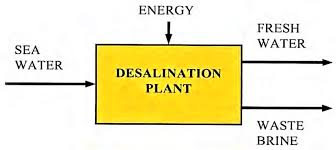 ENERGY
FRESH
WATER
SEA
WATER
DESALINATION
PLANT
WASTE
BRINE